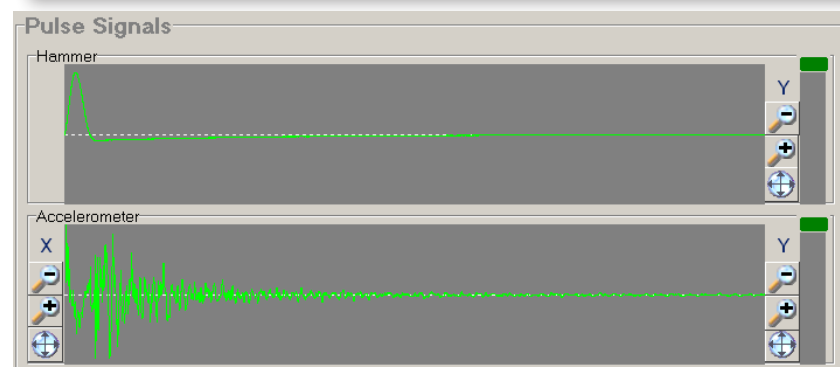 Pulse Signals
Hammer
Y
Accelerometer
X
Y